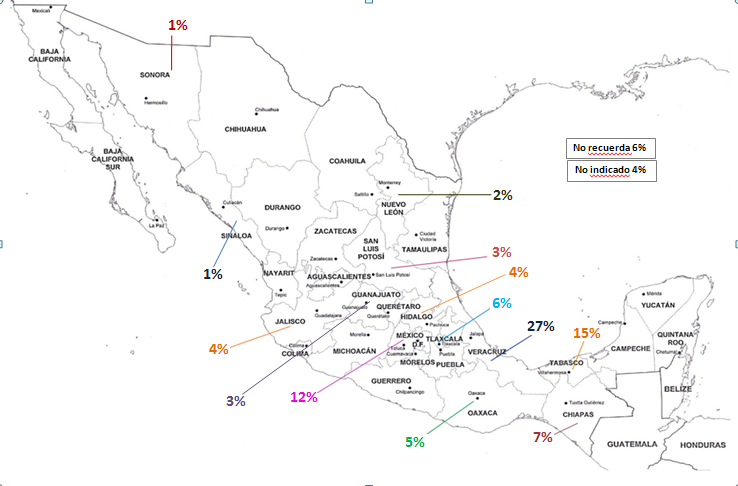 Mexicali
1%
BAJA
CALIFORNIA
SONORA
Hermosillo
Chihuahua
CHIHUAHUA
No recuerda 6%
No indicado 4%
BAJA
CALIFORNIA
SUR
COAHUILA
Monterrey
Saltillo
2%
NUEVO
LEÓN
Culiacán
DURANGO
La Paz
Durango
SINALOA
ZACATECAS
Ciudad
Victoria
SAN
LUIS
POTOSÍ
TAMAULIPAS
Zacatecas
3%
1%
NAYARIT
AGUASCALIENTES
San Luis Potosí
4%
Aguascalientes
Tepic
GUANAJUATO
Guanajuato
QUERÉTARO
6%
Mérida
YUCATÁN
JALISCO
Guadalajara
Querétaro
HIDALGO
Pachuca
27%
Campeche
15%
QUINTANA
ROO
4%
Colima
COLIMA
Morelia
MICHOACÁN
MÉXICO
D.F.
TLAXCALA
Jalapa
Toluca
Tlaxcala
Cuernavaca
Puebla
VERACRUZ
CAMPECHE
Chetumal
MORELOS
PUEBLA
TABASCO
Villahermosa
GUERRERO
Chilpancingo
BELIZE
3%
12%
Oaxaca
OAXACA
Tuxtla Gutiérrez
CHIAPAS
5%
7%
GUATEMALA
HONDURAS